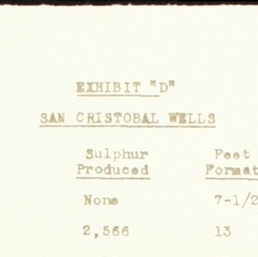 EXHIBIT "D"
SAN CRISTOBAL WELLS
Sulphur Feet
Produced Format
None 7-1/2
2,566 13